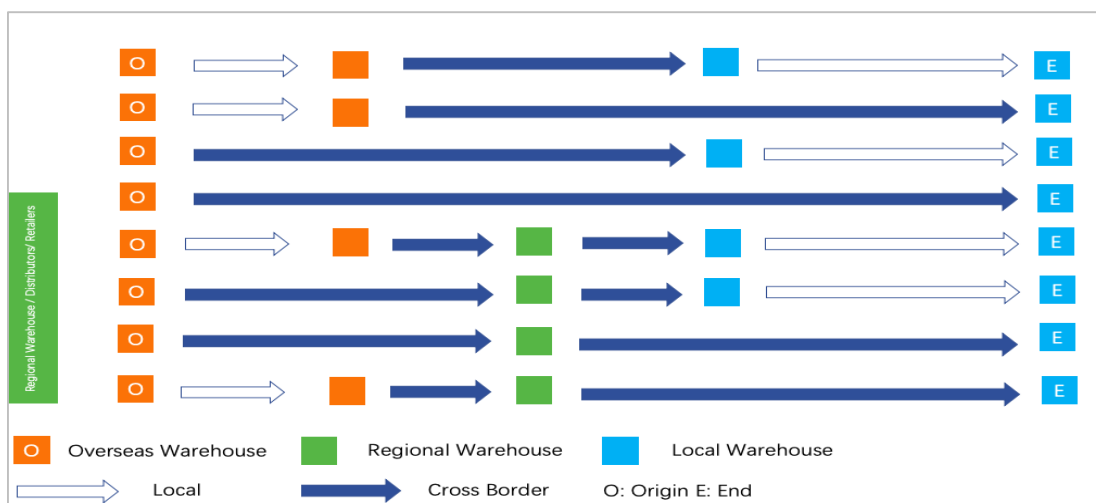 O E
O E
O E
O E
Regional Warehouse / Distributors/ Retailers
O E
O E
O E
O E
O Overseas Warehouse Regional Warehouse Local Warehouse
Local Cross Border O: Origin E: End